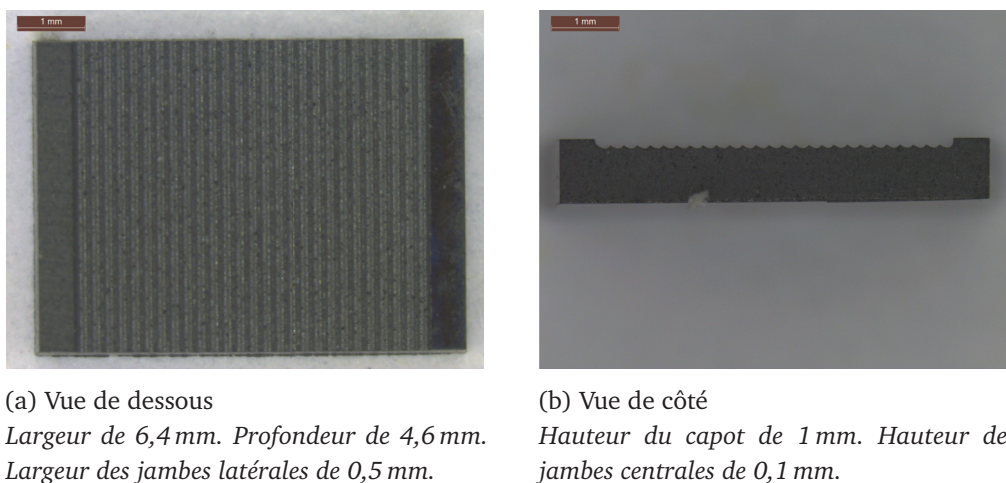 1 mm
1 mm
(a) Vue de dessous
Largeur de 6,4 mm. Profondeur de 4,6 mm.
Largeur des jambes latérales de 0,5 mm.
(b) Vue de côté
Hauteur du capot de 1 mm. Hauteur de
jambes centrales de 0,1 mm.